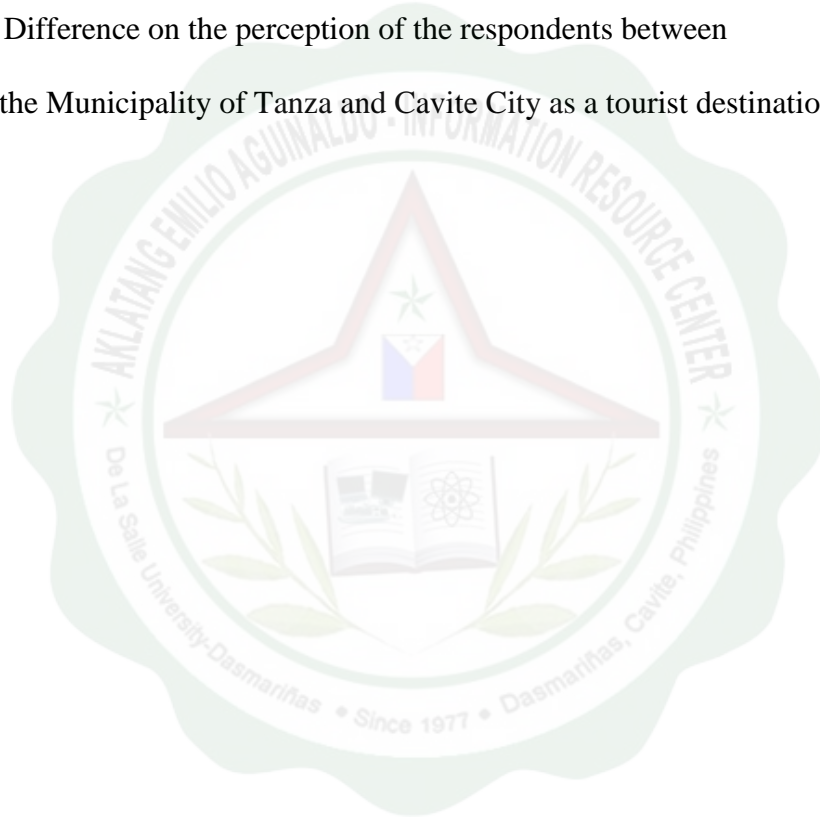 Difference on the perception of the respondents between
the Municipality of Tanza and Cavite City as a tourist destinatio
AKLATANG EMILIO AGUINALDO - INFORMATION RESOURCE CENTER
De La Salle University-Dasmariñas • Since 1977 • Dasmariñas, Cavite, Philippines